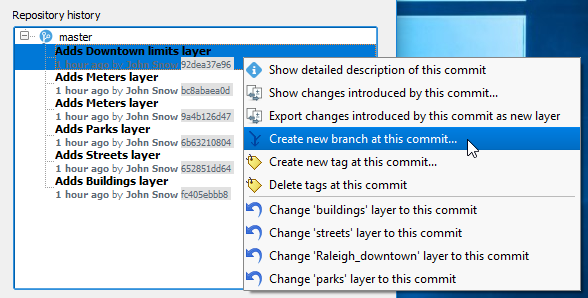 Repository history
master
Adds Downtown limits layer
1 hour ago by John Snow 92dea37e96
Adds Meters layer
1 hour ago by John Snow bc8abaea0d
Adds Meters layer
1 hour ago by John Snow 9a4b126d47
Adds Parks layer
1 hour ago by John Snow 6b63210804
Adds Streets layer
1 hour ago by John Snow 652851dd64
Adds Buildings layer
1 hour ago by John Snow fc405ebbb8
Show detailed description of this commit
Show changes introduced by this commit...
Export changes introduced by this commit as new layer
Create new branch at this commit...
Create new tag at this commit...
Delete tags at this commit
Change 'buildings' layer to this commit
Change 'streets' layer to this commit
Change 'Raleigh_downtown' layer to this commit
Change 'parks' layer to this commit